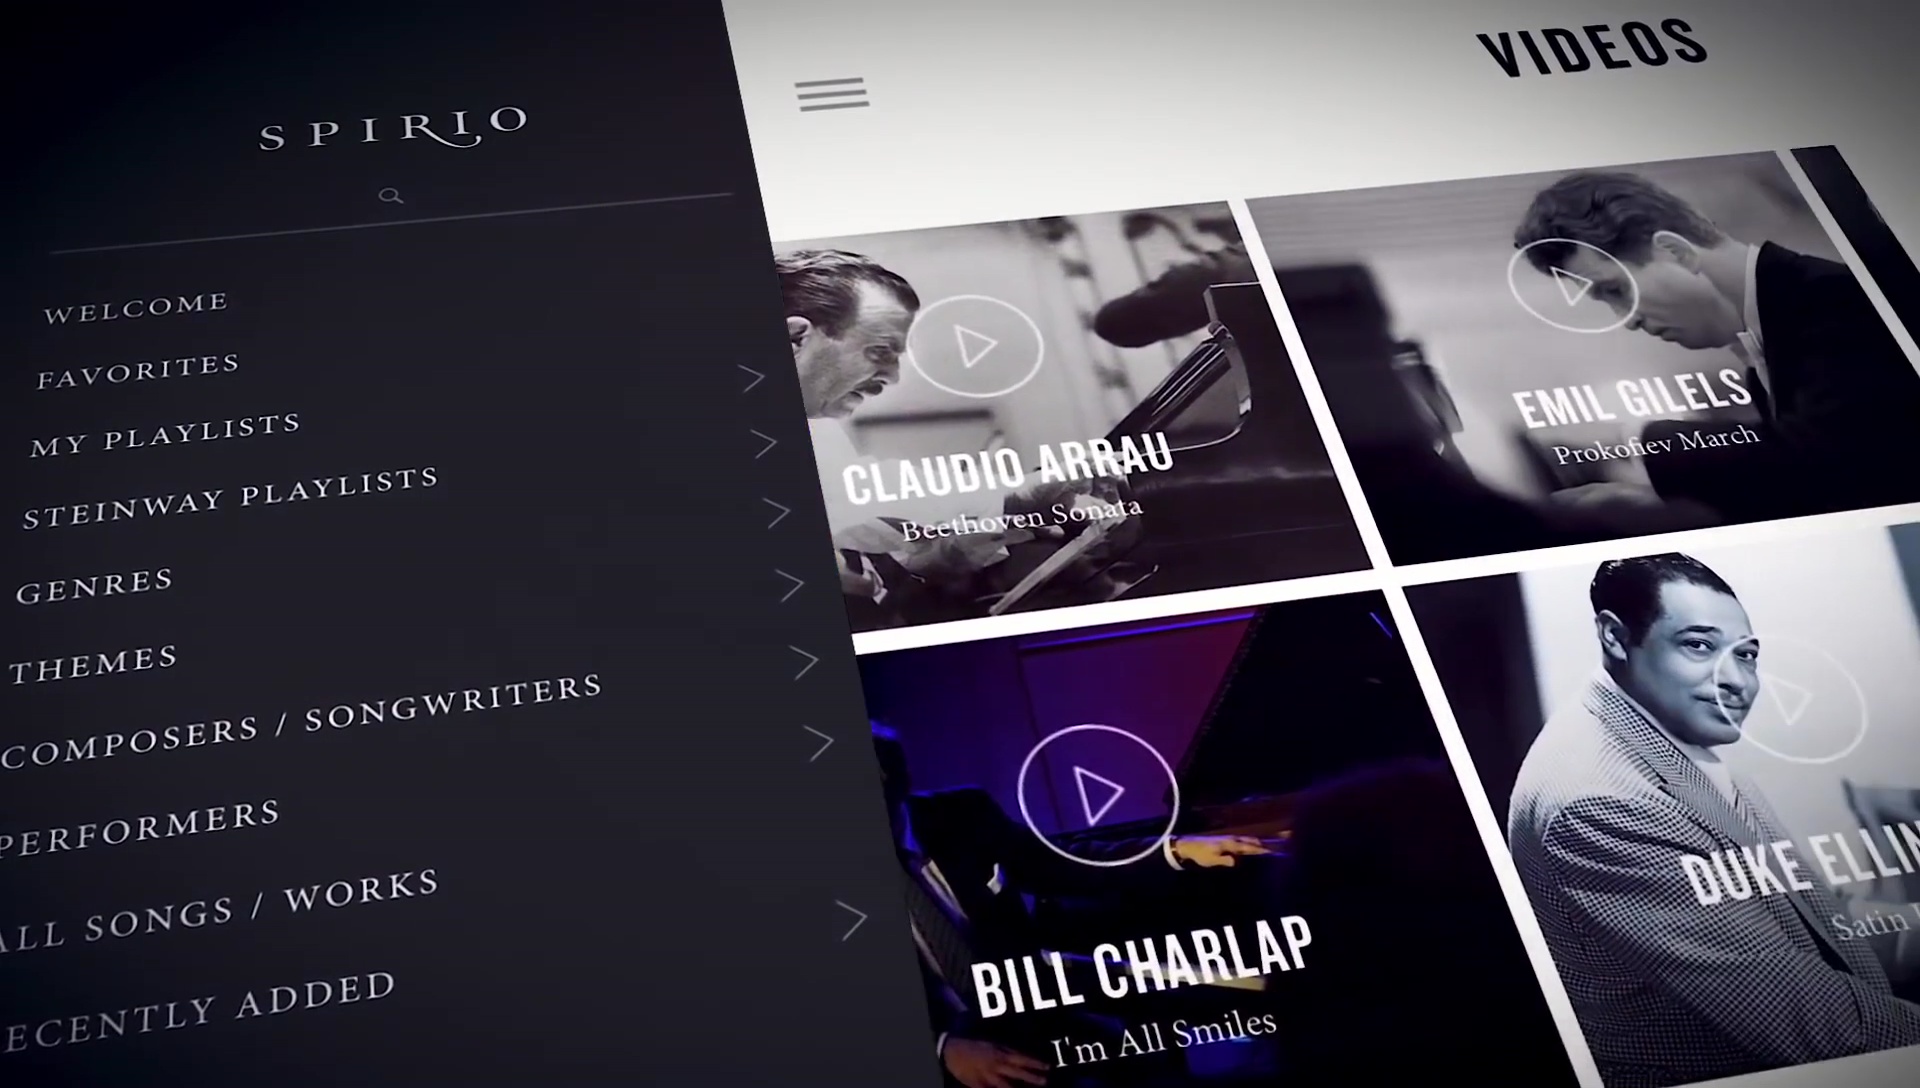 SPIRIO
WELCOME
FAVORITES
MY PLAYLISTS
STEINWAY PLAYLISTS
GENRES
THEMES
COMPOSERS / SONGWRITERS
PERFORMERS
ALL SONGS / WORKS
ECENTLY ADDED
VIDEOS
CLAUDIO ARRAU
Beethoven Sonata
EMIL GILELS
Prokofiev March
BILL CHARLAP
I'm All Smiles
DUKE ELLIN
Satin